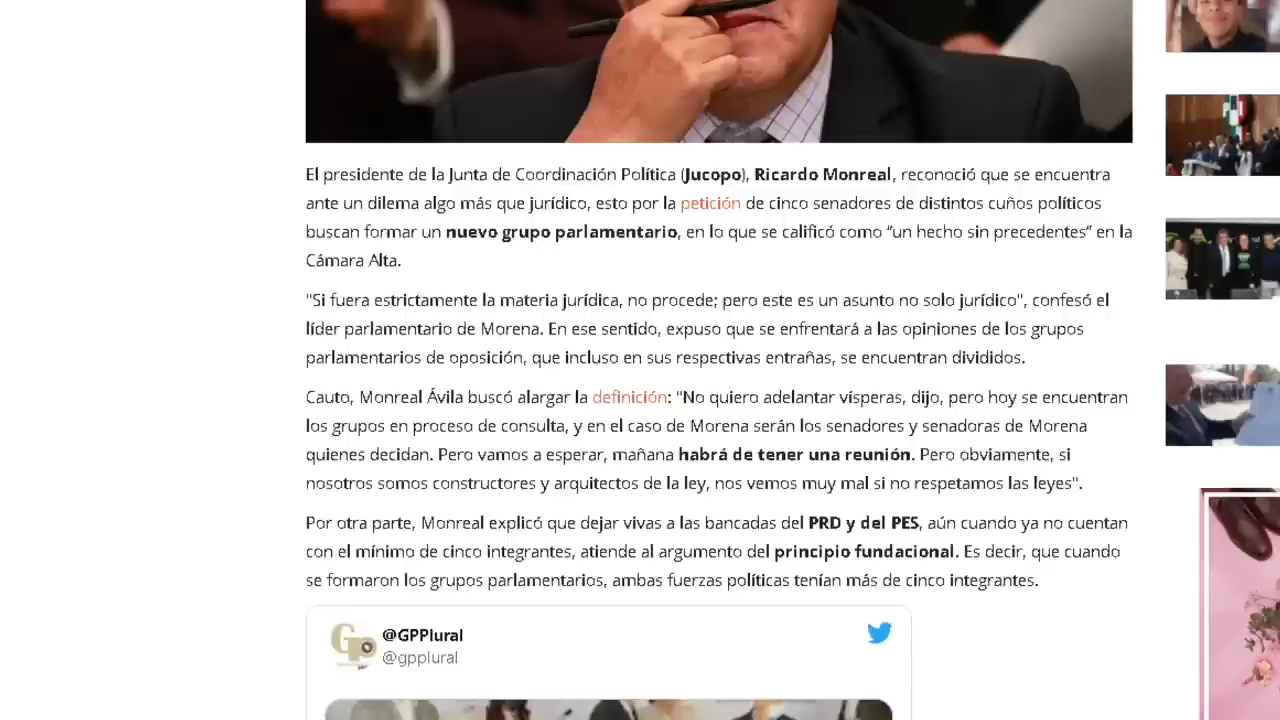 El presidente de la Junta de Coordinación Política (Jucopo), Ricardo Monreal, reconoció que se encuentra
ante un dilema algo más que jurídico, esto por la petición de cinco senadores de distintos cuños políticos
buscan formar un nuevo grupo parlamentario, en lo que se calificó como “un hecho sin precedentes” en la
Cámara Alta.
"Si fuera estrictamente la materia jurídica, no procede; pero este es un asunto no solo jurídico", confesó el
líder parlamentario de Morena. En ese sentido, expuso que se enfrentará a las opiniones de los grupos
parlamentarios de oposición, que incluso en sus respectivas entrañas, se encuentran divididos.
Cauto, Monreal Ávila buscó alargar la definición: "No quiero adelantar vísperas, dijo, pero hoy se encuentran
los grupos en proceso de consulta, y en el caso de Morena serán los senadores y senadoras de Morena
quienes decidan. Pero vamos a esperar, mañana habrá de tener una reunión. Pero obviamente, si
nosotros somos constructores y arquitectos de la ley, nos vemos muy mal si no respetamos las leyes".
Por otra parte, Monreal explicó que dejar vivas a las bancadas del PRD y del PES, aún cuando ya no cuentan
con el mínimo de cinco integrantes, atiende al argumento del principio fundacional. Es decir, que cuando
se formaron los grupos parlamentarios, ambas fuerzas políticas tenían más de cinco integrantes.
@GPPlural
@gpplural